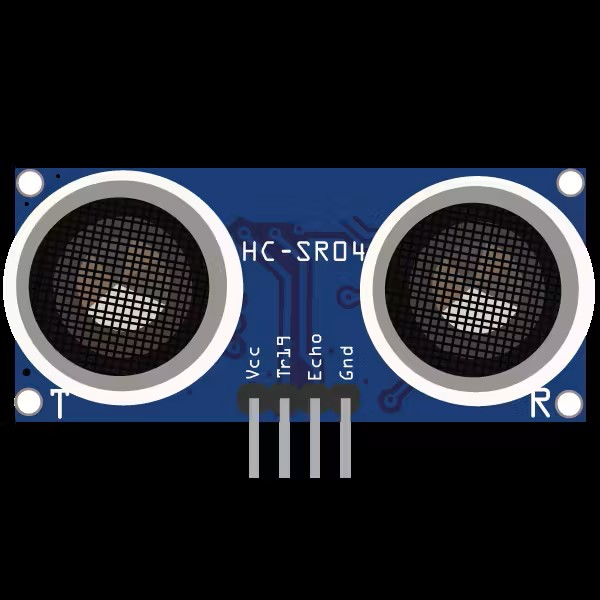 HC-SR04
Vcc
Trig
Echo
Gnd
T
R